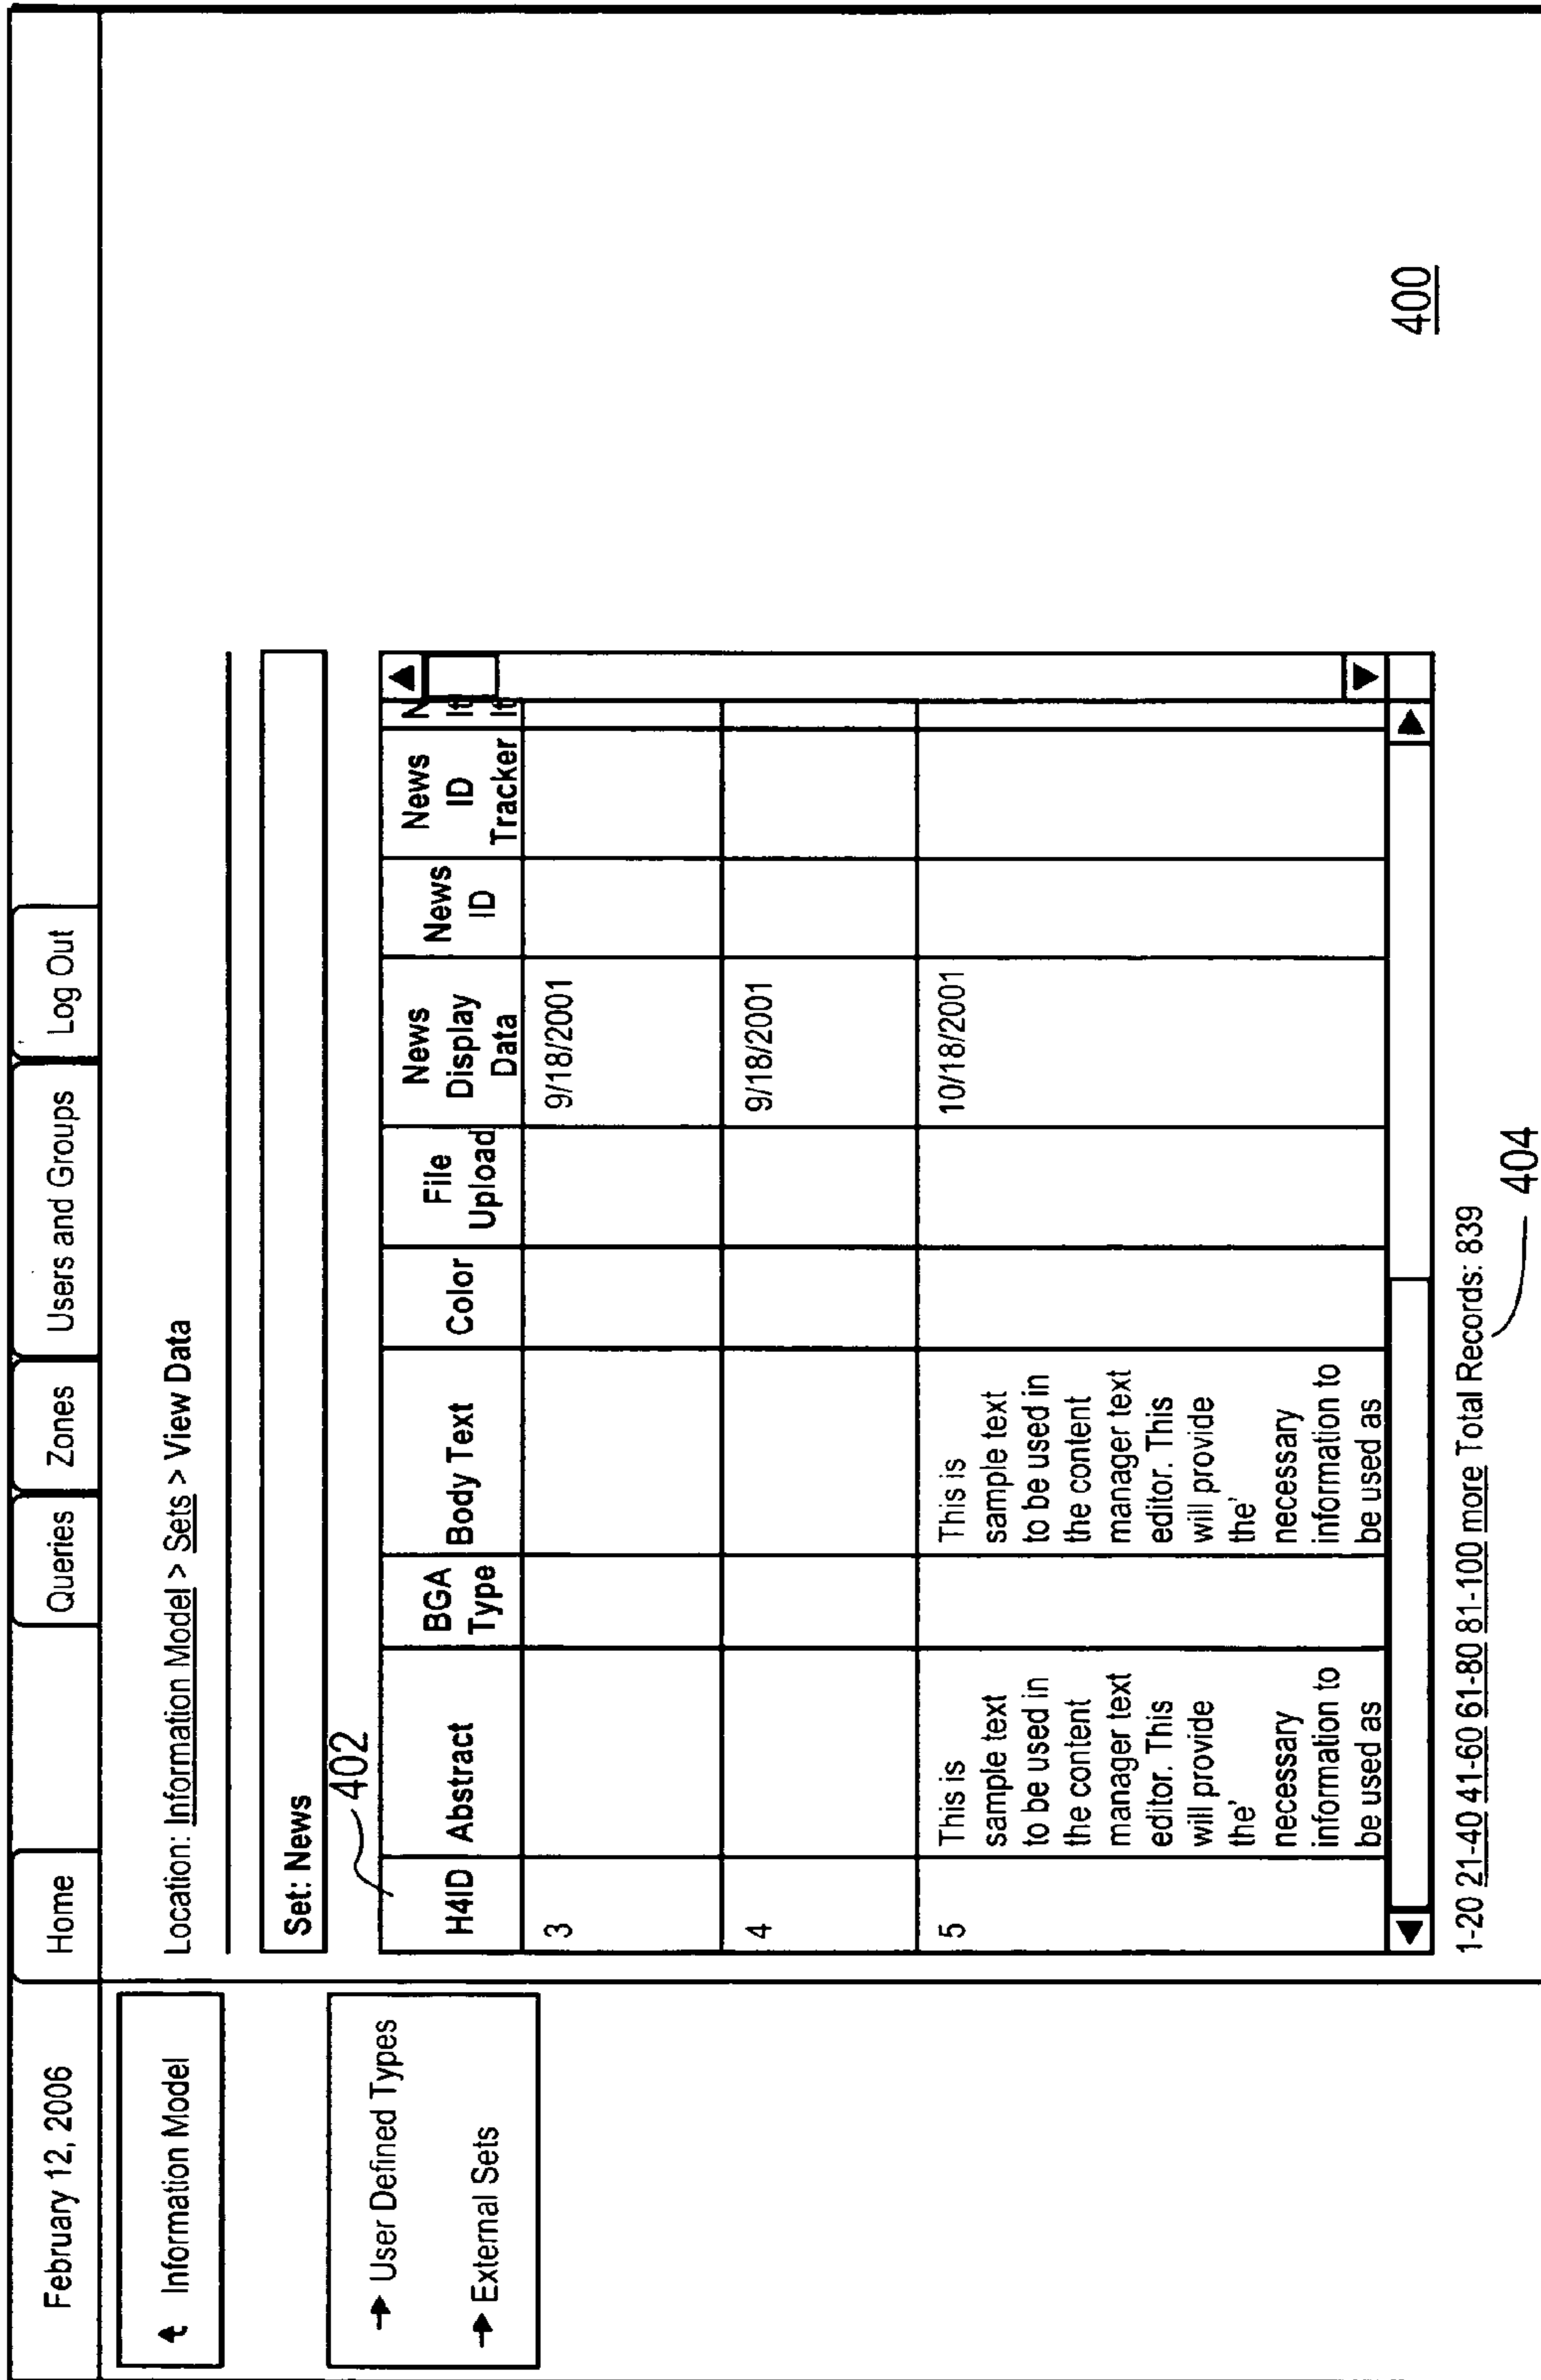 February 12, 2006
Home
Queries
Zones
Users and Groups
Log Out
Information Model
User Defined Types
External Sets
Location: Information Model > Sets > View Data
Set: News
402
H4ID
Abstract
BGA
Type
Body Text
Color
File
Upload
News
Display
Data
News
ID
News
ID
Tracker
3
9/18/2001
4
9/18/2001
5
This is
sample text
to be used in
the content
manager text
editor. This
will provide
the'
necessary
information to
be used as
This is
sample text
to be used in
the content
manager text
editor. This
will provide
the'
necessary
information to
be used as
10/18/2001
1-20 21-40 41-60 61-80 81-100 more Total Records: 839
404
400